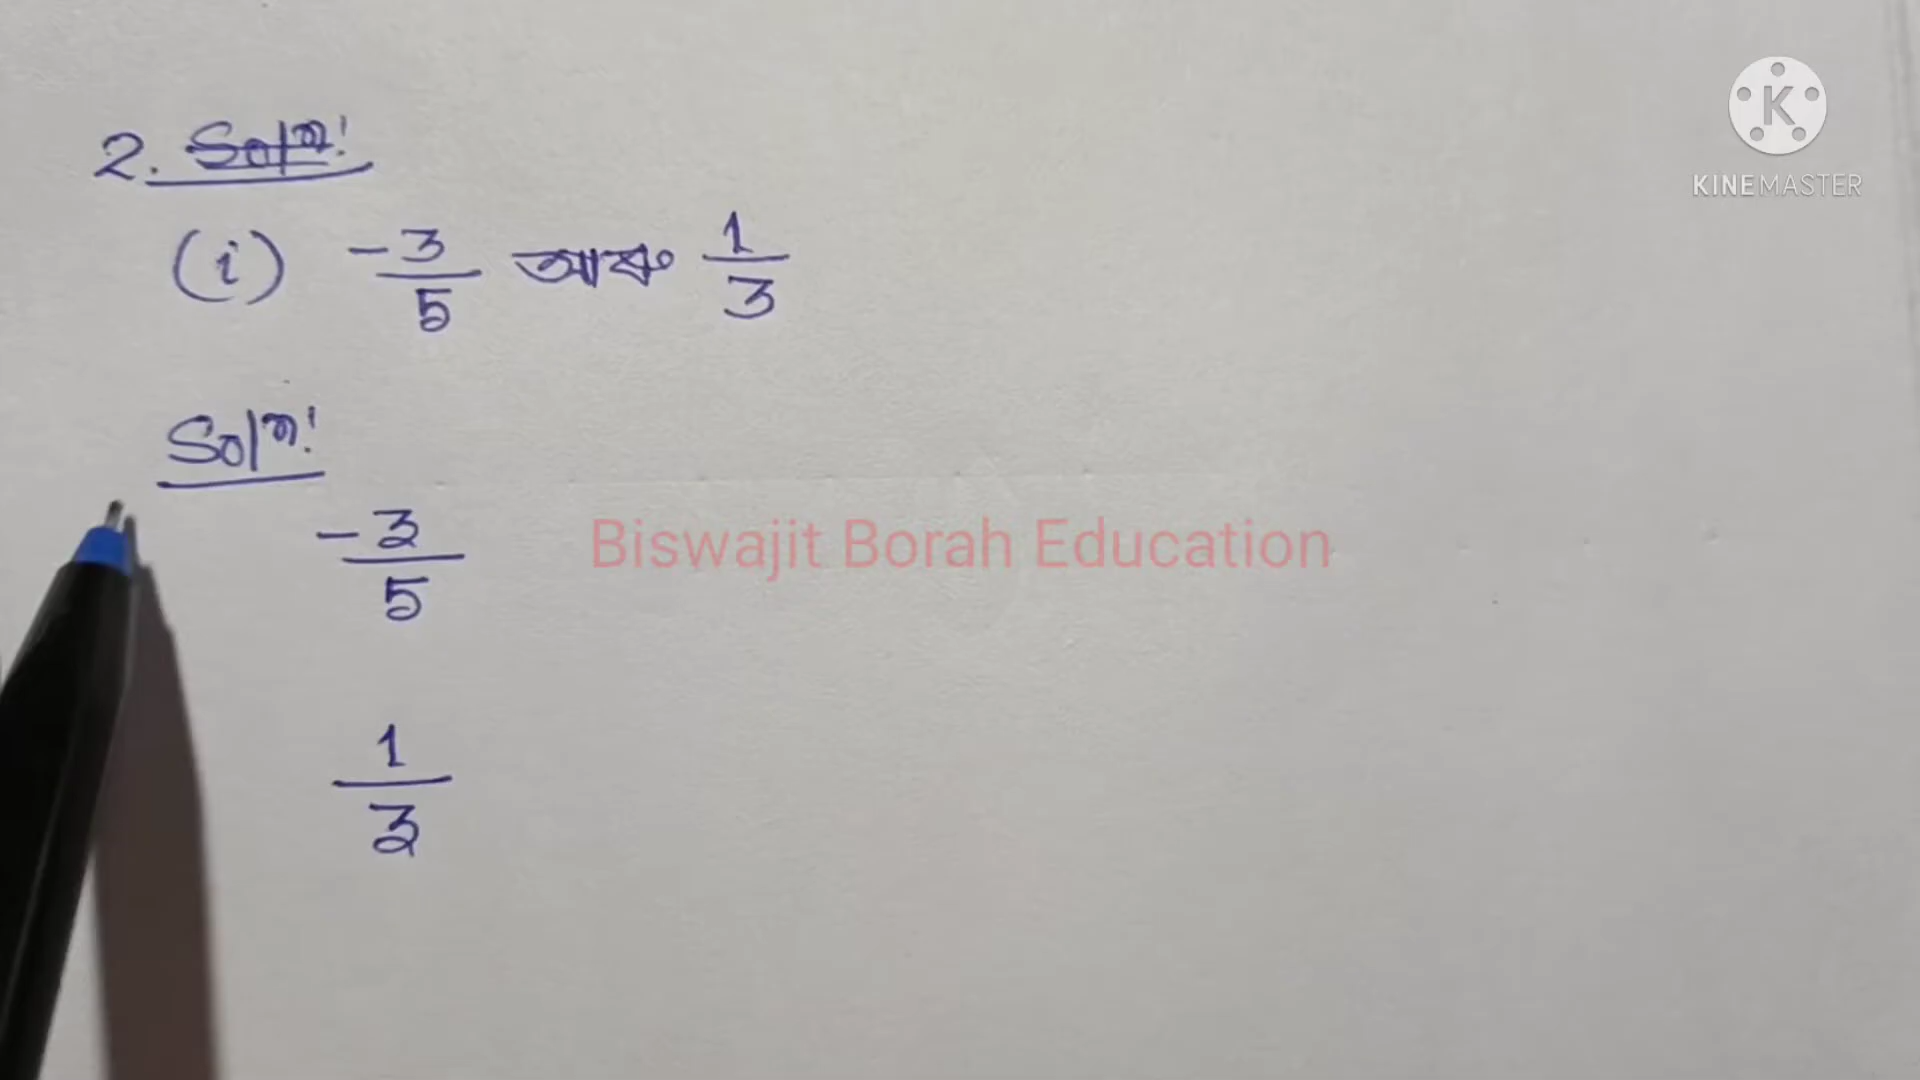 2. Soln!
K
KINEMASTER
(i) -3/5 আৰু 1/3
Soln!
-3/5
Biswajit Borah Education
1/3